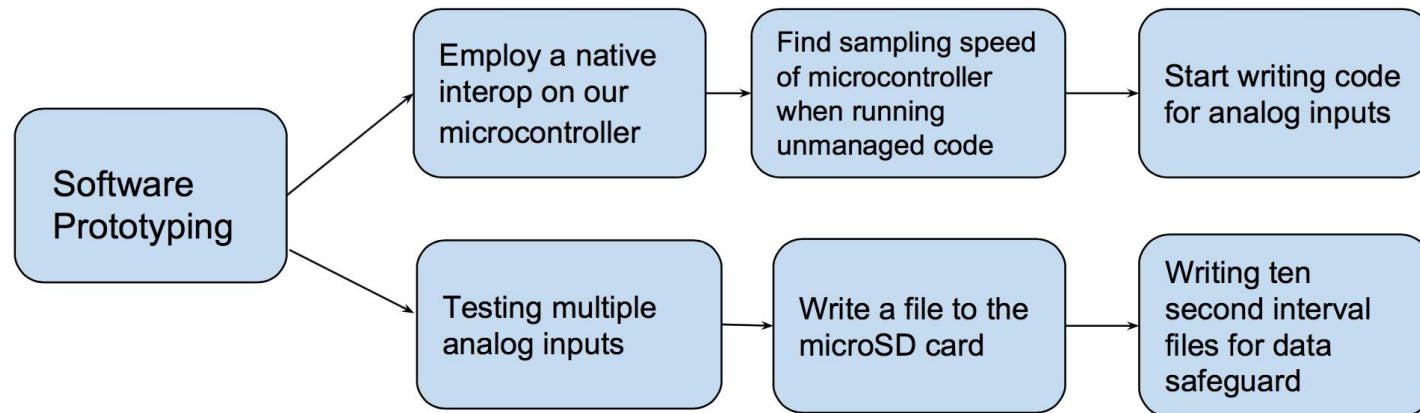 Software
Prototyping
Employ a native
interop on our
microcontroller
Find sampling speed
of microcontroller
when running
unmanaged code
Start writing code
for analog inputs
Testing multiple
analog inputs
Write a file to the
microSD card
Writing ten
second interval
files for data
safeguard